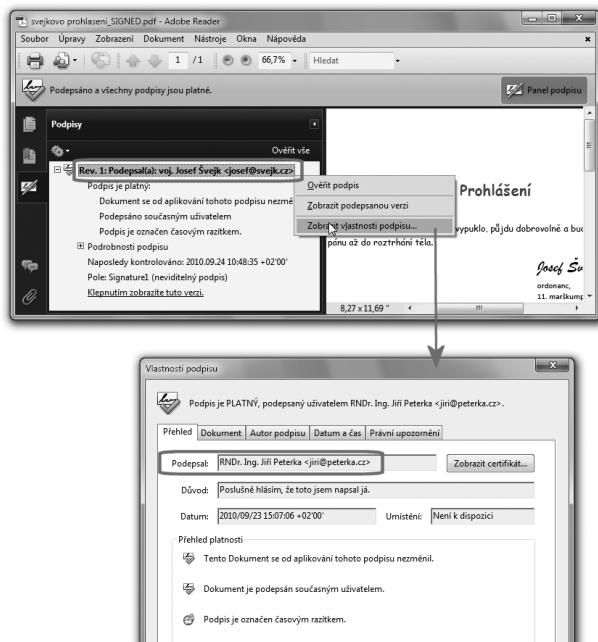 svejkovo prohlaseni_SIGNED.pdf - Adobe Reader
Soubor Úpravy Zobrazení Dokument Nástroje Okna Nápověda
1 /1 66,7% Hledat
Podepsáno a všechny podpisy jsou platné.
Panel podpisu
Podpisy
Ověřit vše
Rev. 1: Podepsal(a): voj. Josef Švejk <josef@svejk.cz>
Podpis je platný:
Dokument se od aplikování tohoto podpisu nezmě
Podepsáno současným uživatelem
Podpis je označen časovým razítkem.
Podrobnosti podpisu
Naposledy kontrolováno: 2010.09.24 10:48:35 +02'00'
Pole: Signature1 (neviditelný podpis)
Klepnutím zobrazíte tuto verzi.
Ověřit podpis
Zobrazit podepsanou verzi
Zobrazit vlastnosti podpisu...
Prohlášení
vypuklo, půjdu dobrovolně a buc
pánu až do roztrhání těla.
Josef Šv
ordonanc,
11. marškump
8,27 x 11,69 "
Vlastnosti podpisu
Podpis je PLATNÝ, podepsaný uživatelem RNDr. Ing. Jiří Peterka <jiri@peterka.cz>.
Přehled Dokument Autor podpisu Datum a čas Právní upozornění
Podepsal: RNDr. Ing. Jiří Peterka <jiri@peterka.cz> Zobrazit certifikát...
Důvod: Poslušně hlásím, že toto jsem napsal já.
Datum: 2010/09/23 15:07:06 +02'00' Umístění: Není k dispozici
Přehled platnosti
Tento Dokument se od aplikování tohoto podpisu nezměnil.
Dokument je podepsán současným uživatelem.
Podpis je označen časovým razítkem.